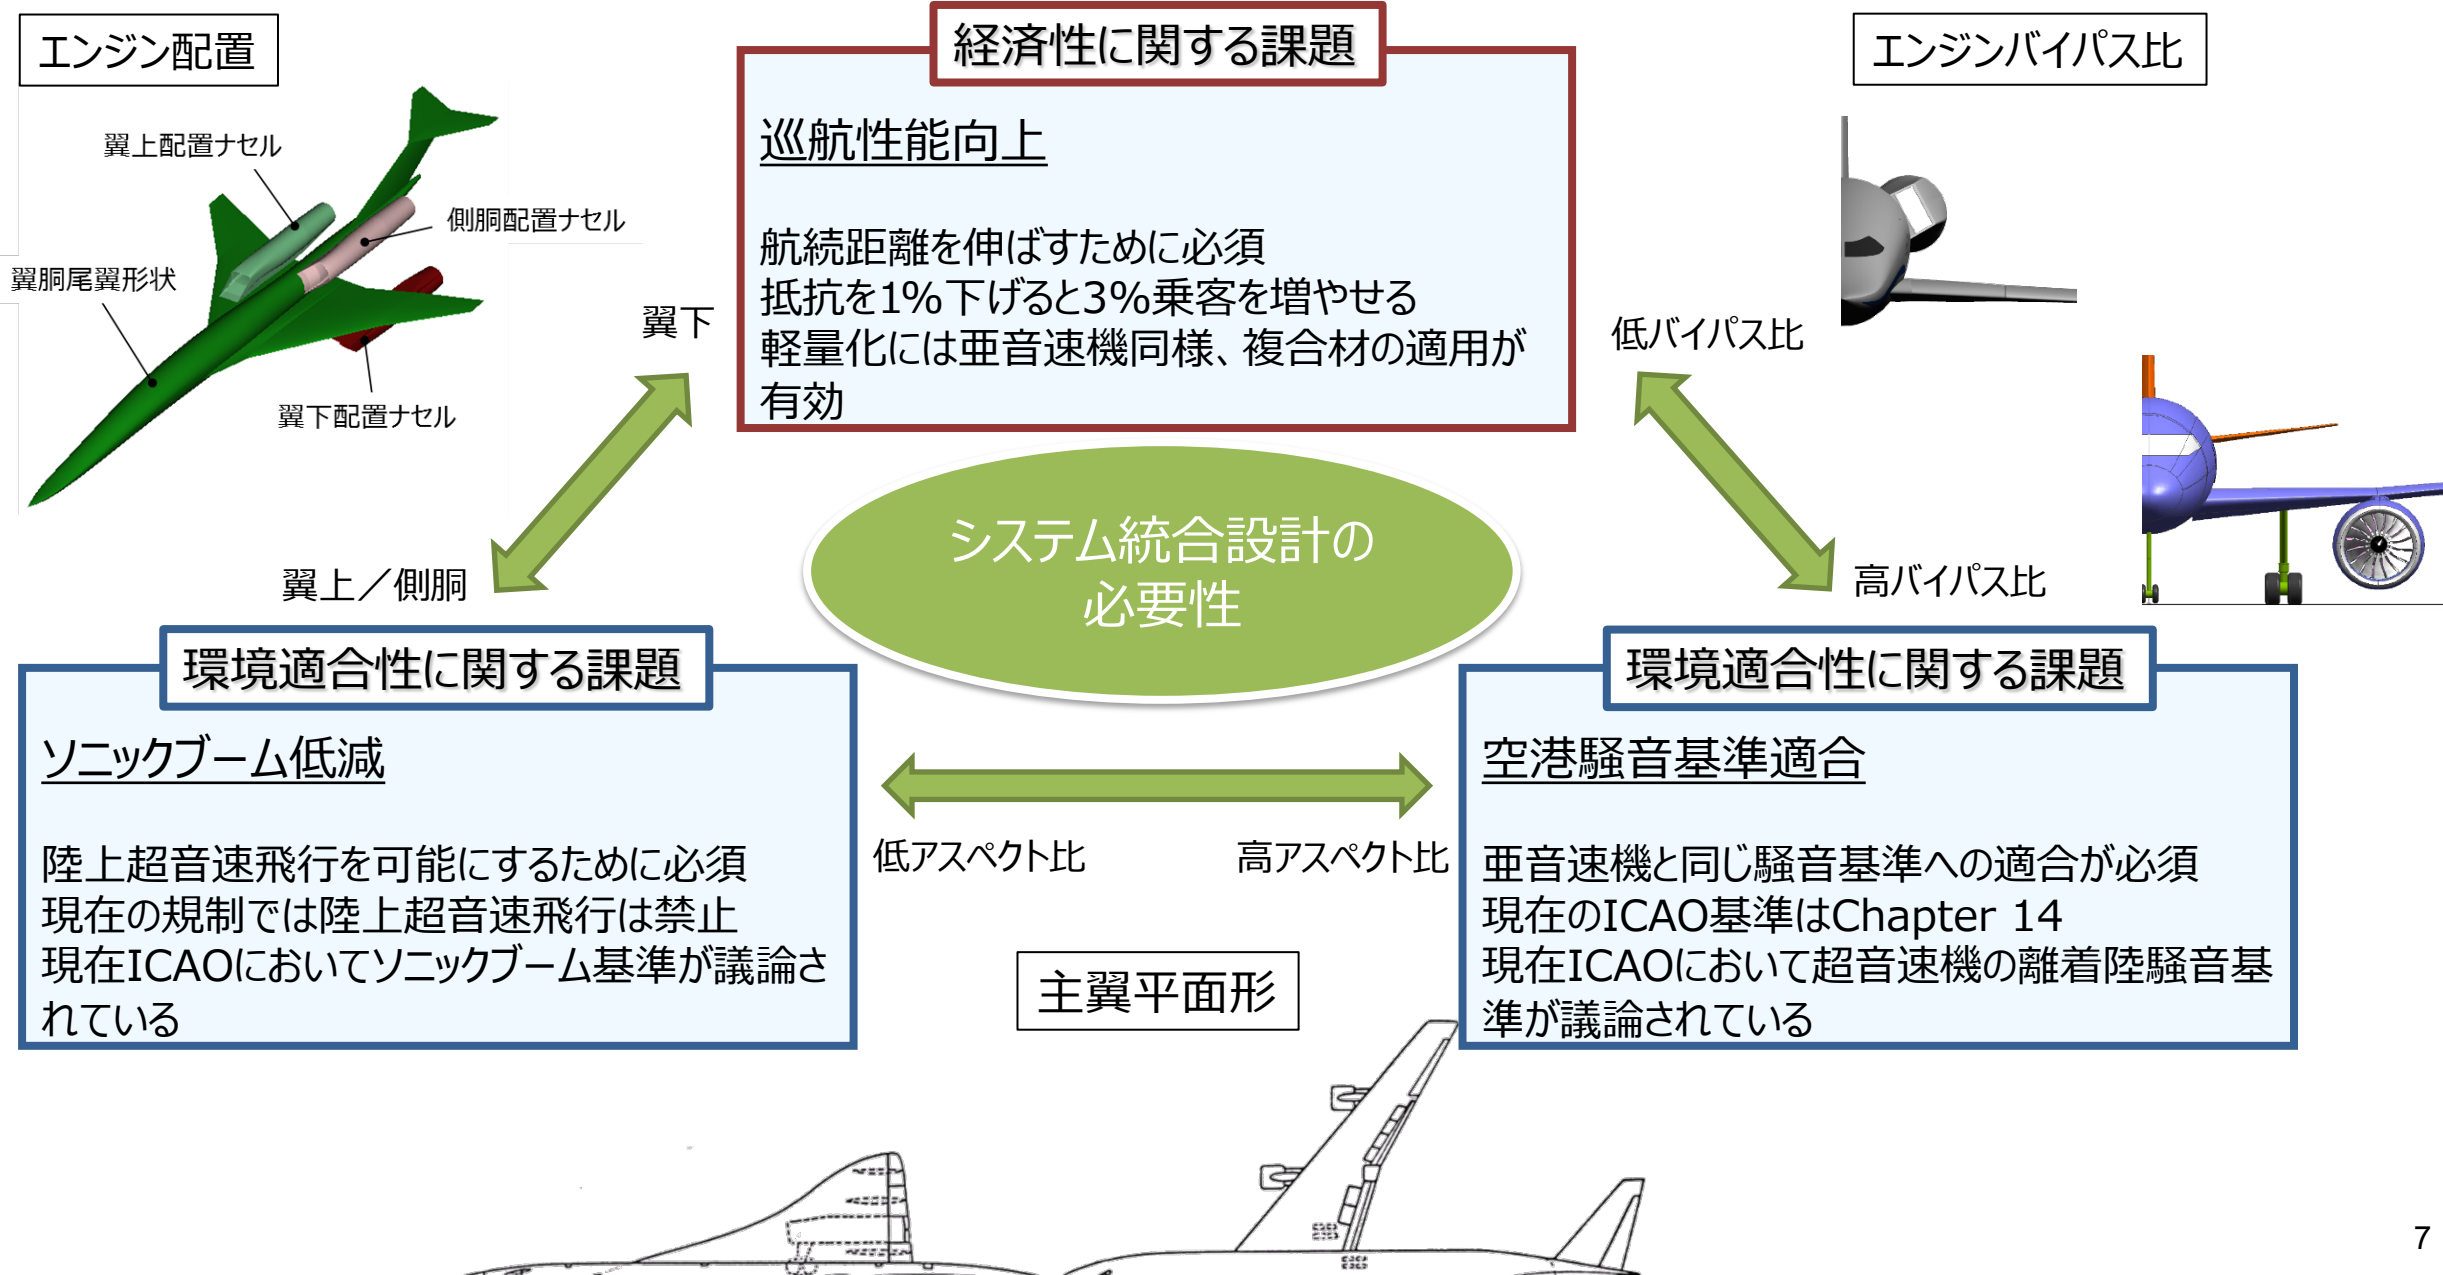 エンジン配置
経済性に関する課題
エンジンバイパス比
翼上配置ナセル
側胴配置ナセル
翼胴尾翼形状
翼下配置ナセル
巡航性能向上
航続距離を伸ばすために必須
抵抗を1%下げると3%乗客を増やせる
軽量化には亜音速機同様、複合材の適用が
有効
翼下
低バイパス比
システム統合設計の
必要性
翼上／側胴
高バイパス比
環境適合性に関する課題
ソニックブーム低減
陸上超音速飛行を可能にするために必須
現在の規制では陸上超音速飛行は禁止
現在ICAOにおいてソニックブーム基準が議論さ
れている
環境適合性に関する課題
空港騒音基準適合
亜音速機と同じ騒音基準への適合が必須
現在のICAO基準はChapter 14
現在ICAOにおいて超音速機の離着陸騒音基
準が議論されている
低アスペクト比
高アスペクト比
主翼平面形
7